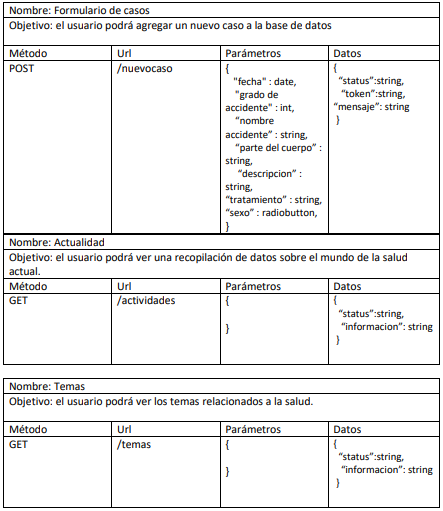 Nombre: Formulario de casos
Objetivo: el usuario podrá agregar un nuevo caso a la base de datos
Método Url Parámetros Datos
POST /nuevocaso { {
"fecha" : date, “status”:string,
"grado de “token”:string,
accidente" : int, “mensaje”: string
“nombre }
accidente” : string,
“parte del cuerpo” :
string,
“descripcion” :
string,
“tratamiento” : string,
“sexo” : radiobutton,
}
Nombre: Actualidad
Objetivo: el usuario podrá ver una recopilación de datos sobre el mundo de la salud
actual.
Método Url Parámetros Datos
GET /actividades { {
“status”:string,
} “informacion”: string
}
Nombre: Temas
Objetivo: el usuario podrá ver los temas relacionados a la salud.
Método Url Parámetros Datos
GET /temas { {
“status”:string,
} “informacion”: string
}